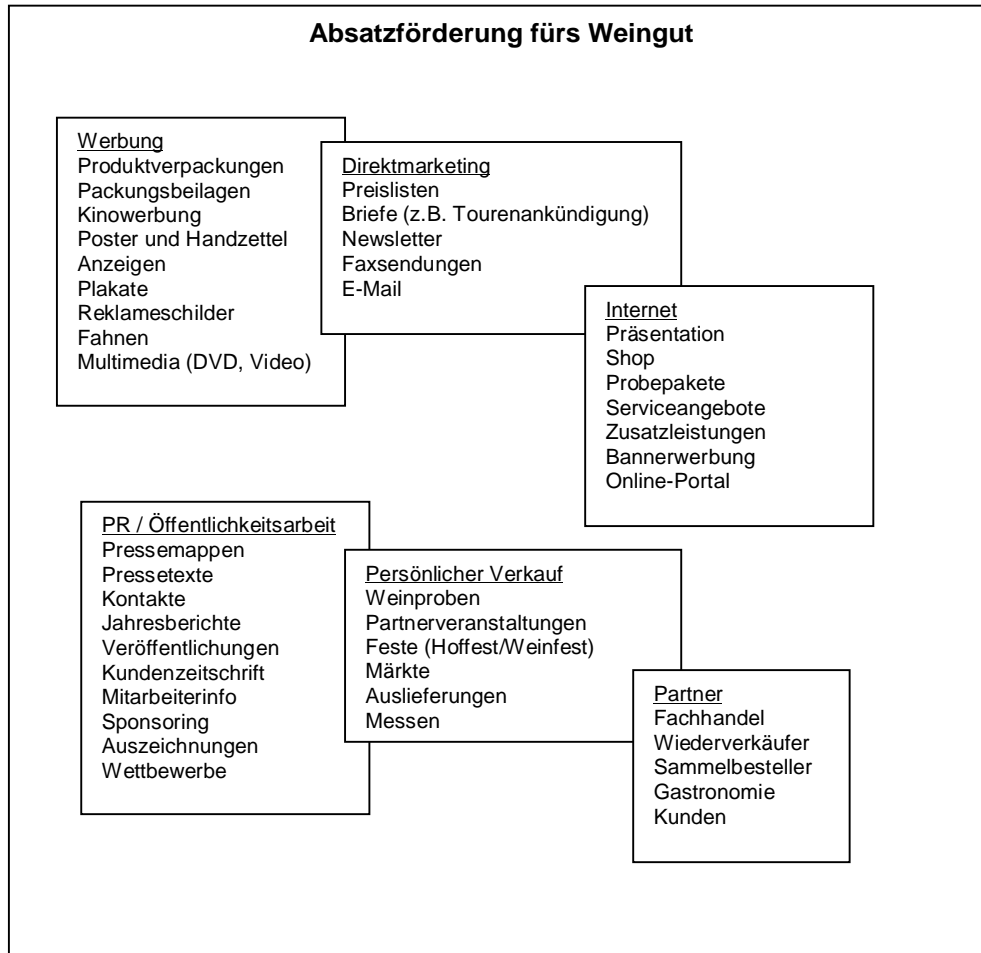 Absatzförderung fürs Weingut
Werbung
Produktverpackungen
Packungsbeilagen
Kinowerbung
Poster und Handzettel
Anzeigen
Plakate
Reklameschilder
Fahnen
Multimedia (DVD, Video)
Direktmarketing
Preislisten
Briefe (z.B. Tourenankündigung)
Newsletter
Faxsendungen
E-Mail
Internet
Präsentation
Shop
Probepakete
Serviceangebote
Zusatzleistungen
Bannerwerbung
Online-Portal
PR / Öffentlichkeitsarbeit
Pressemappen
Pressetexte
Kontakte
Jahresberichte
Veröffentlichungen
Kundenzeitschrift
Mitarbeiterinfo
Sponsoring
Auszeichnungen
Wettbewerbe
Persönlicher Verkauf
Weinproben
Partnerveranstaltungen
Feste (Hoffest/Weinfest)
Märkte
Auslieferungen
Messen
Partner
Fachhandel
Wiederverkäufer
Sammelbesteller
Gastronomie
Kunden